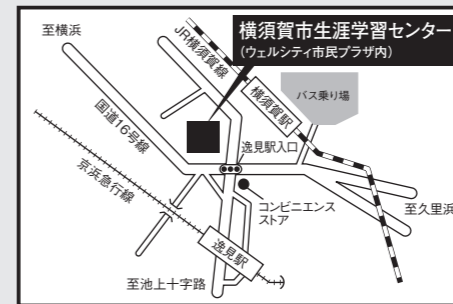 横須賀市生涯学習センター
(ウェルシティ市民プラザ内)
至横浜
JR横須賀線
バス乗り場
横須賀駅
国道16号線
逸見駅入口
京浜急行線
コンビニエンス
ストア
至久里浜
逸見駅
至池上十字路